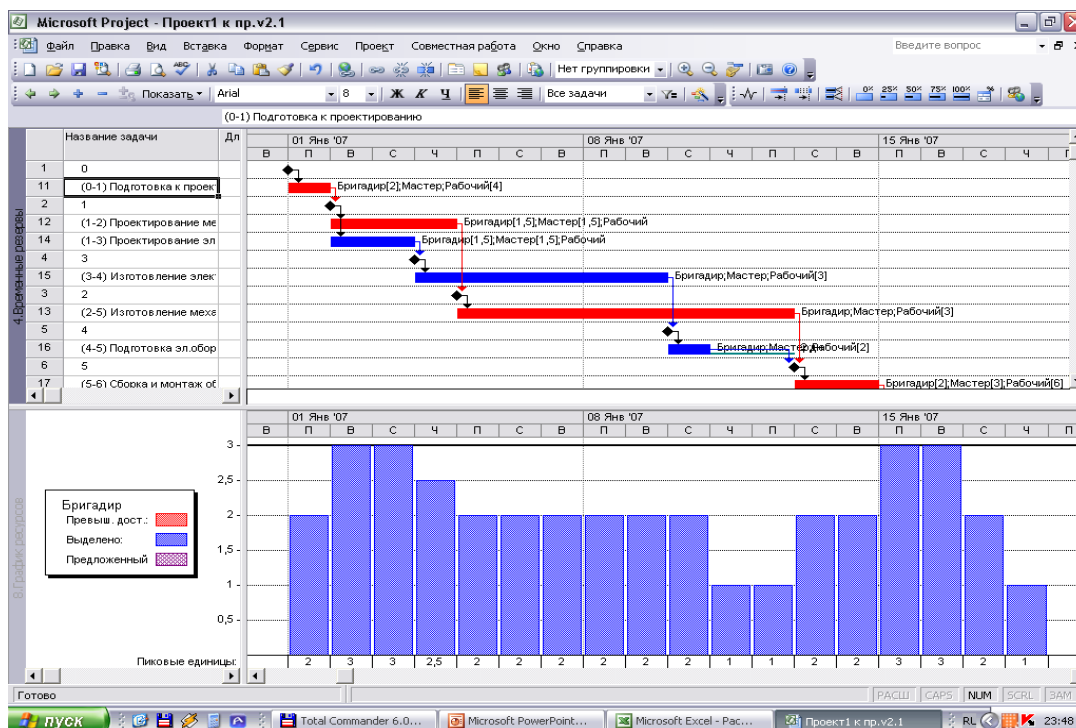 Microsoft Project - Проект1 к пр.v2.1
Файл Правка Вид Вставка Формат Сервис Проект Совместная работа Окно Справка Введите вопрос
Нет группировки
Показать Arial 8 Ж К Ч Все задачи 0% 25% 50% 75% 100%
(0-1) Подготовка к проектированию
Название задачи Дл 01 Янв '07 08 Янв '07 15 Янв '07
В П В С Ч П С В П В С Ч П С В П В С Ч П
1 0
11 (0-1) Подготовка к проек Бригадир[2];Мастер;Рабочий[4]
2 1
12 (1-2) Проектирование ме Бригадир[1,5];Мастер[1,5];Рабочий
14 (1-3) Проектирование эл Бригадир[1,5];Мастер[1,5];Рабочий
4 3
15 (3-4) Изготовление элек Бригадир;Мастер;Рабочий[3]
3 2
13 (2-5) Изготовление меха Бригадир;Мастер;Рабочий[3]
5 4
16 (4-5) Подготовка эл.обор Бригадир;Мастер;Рабочий[2]
6 5
17 (5-6) Сборка и монтаж об Бригадир[2];Мастер[3];Рабочий[6]
4.Временные резервы
01 Янв '07 08 Янв '07 15 Янв '07
В П В С Ч П С В П В С Ч П С В П В С Ч П
3
2,5
2
1,5
1
0,5
Бригадир
Превыш. дост.:
Выделено:
Предложенный
8.График ресурсов
Пиковые единицы: 2 3 3 2,5 2 2 2 2 2 2 1 1 2 2 3 3 2 1
Готово РАСШ CAPS NUM SCRL ЗАМ
пуск Total Commander 6.0... Microsoft PowerPoint... Microsoft Excel - Рас... Проект1 к пр.v2.1 RL 23:48